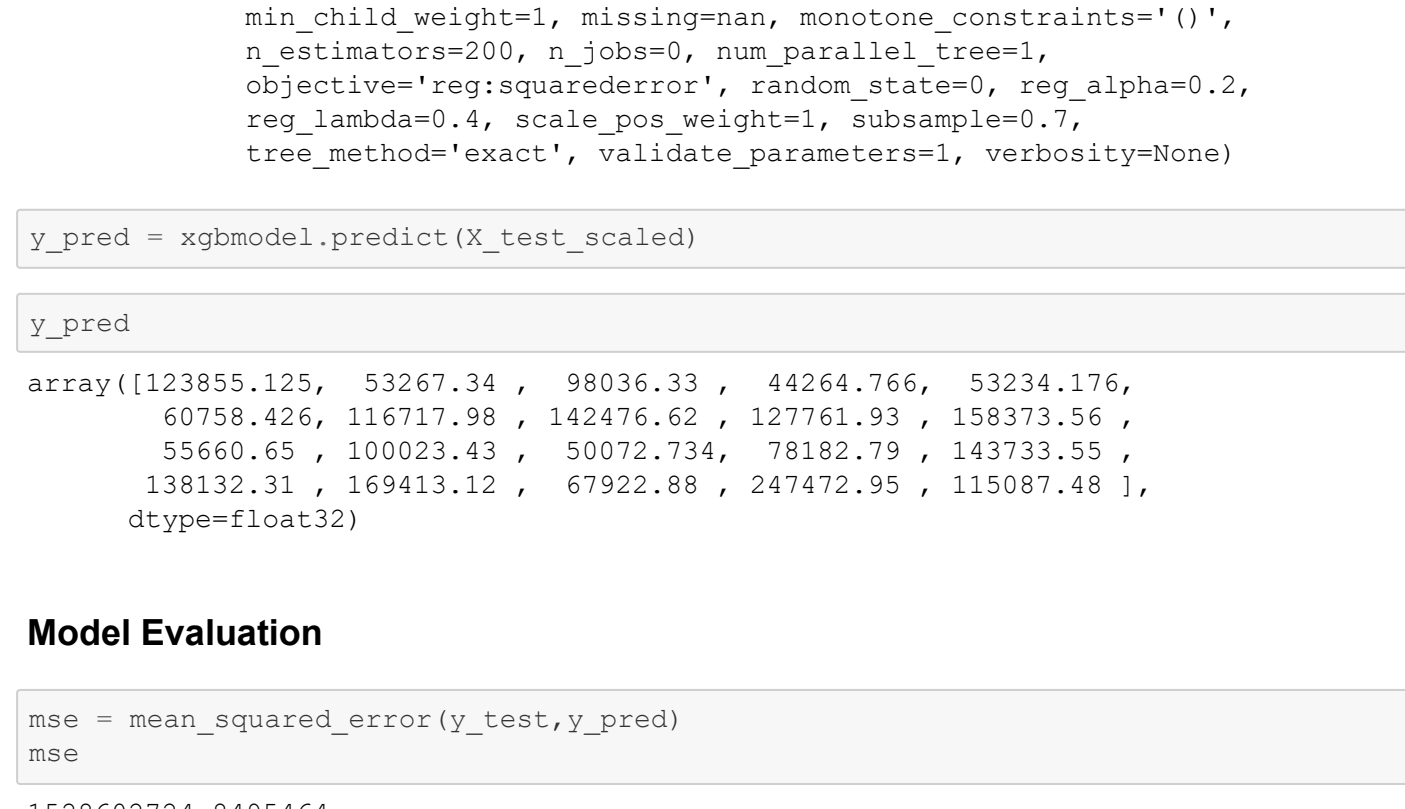 min_child_weight=1, missing=nan, monotone_constraints='()',
n_estimators=200, n_jobs=0, num_parallel_tree=1,
objective='reg:squarederror', random_state=0, reg_alpha=0.2,
reg_lambda=0.4, scale_pos_weight=1, subsample=0.7,
tree_method='exact', validate_parameters=1, verbosity=None)
y_pred = xgbmodel.predict(X_test_scaled)
y_pred
array([123855.125, 53267.34 , 98036.33 , 44264.766, 53234.176,
60758.426, 116717.98 , 142476.62 , 127761.93 , 158373.56 ,
55660.65 , 100023.43 , 50072.734, 78182.79 , 143733.55 ,
138132.31 , 169413.12 , 67922.88 , 247472.95 , 115087.48 ],
dtype=float32)
Model Evaluation
mse = mean_squared_error(y_test,y_pred)
mse